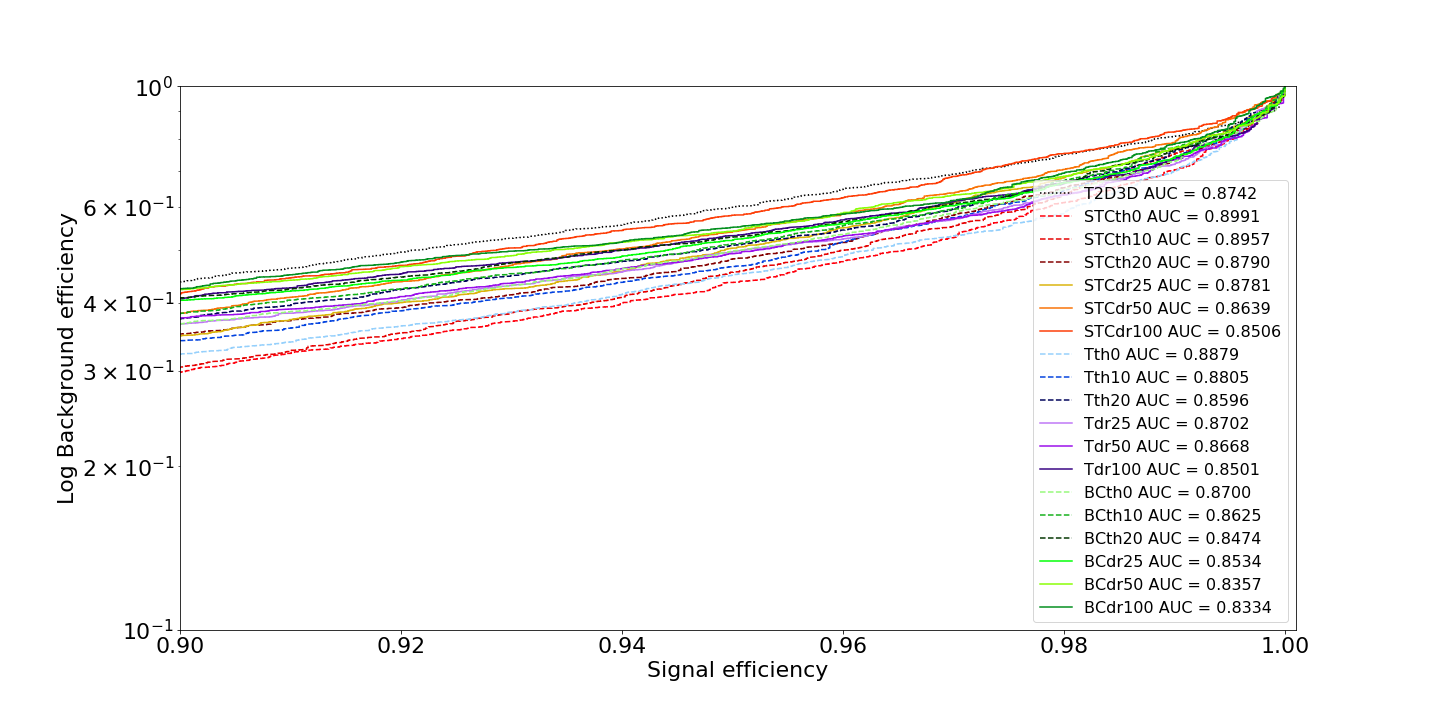 10^0
6 × 10^-1
4 × 10^-1
3 × 10^-1
2 × 10^-1
10^-1
Log Background efficiency
0.90 0.92 0.94 0.96 0.98 1.00
Signal efficiency
T2D3D AUC = 0.8742
STCth0 AUC = 0.8991
STCth10 AUC = 0.8957
STCth20 AUC = 0.8790
STCdr25 AUC = 0.8781
STCdr50 AUC = 0.8639
STCdr100 AUC = 0.8506
Tth0 AUC = 0.8879
Tth10 AUC = 0.8805
Tth20 AUC = 0.8596
Tdr25 AUC = 0.8702
Tdr50 AUC = 0.8668
Tdr100 AUC = 0.8501
BCth0 AUC = 0.8700
BCth10 AUC = 0.8625
BCth20 AUC = 0.8474
BCdr25 AUC = 0.8534
BCdr50 AUC = 0.8357
BCdr100 AUC = 0.8334